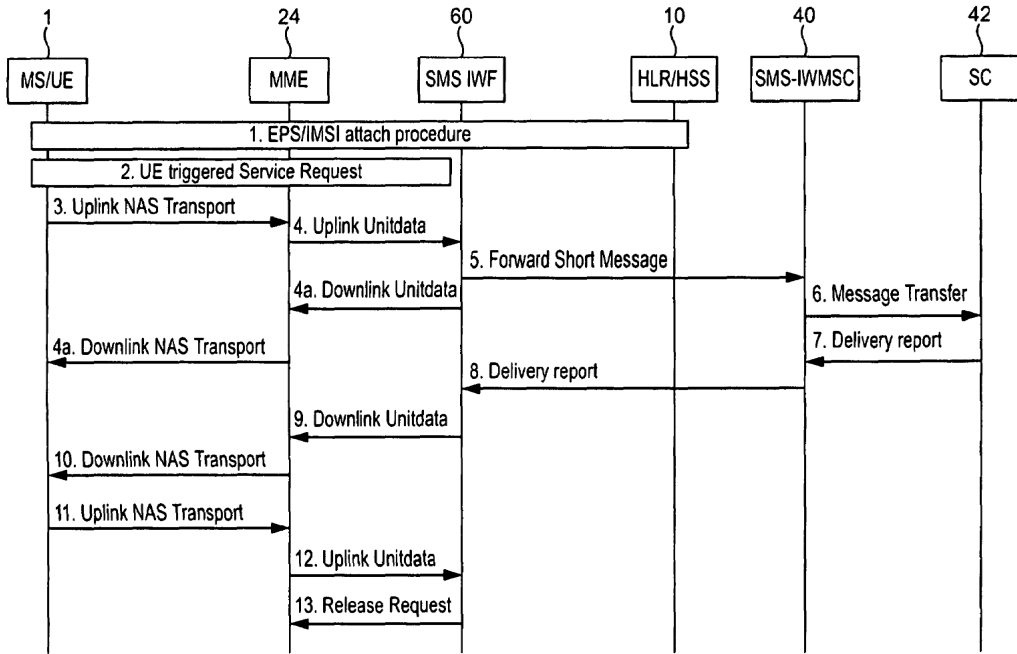 1 24 60 10 40 42
MS/UE MME SMS IWF HLR/HSS SMS-IWMSC SC
1. EPS/IMSI attach procedure
2. UE triggered Service Request
3. Uplink NAS Transport
4. Uplink Unitdata
5. Forward Short Message
4a. Downlink Unitdata
6. Message Transfer
4a. Downlink NAS Transport
7. Delivery report
8. Delivery report
9. Downlink Unitdata
10. Downlink NAS Transport
11. Uplink NAS Transport
12. Uplink Unitdata
13. Release Request